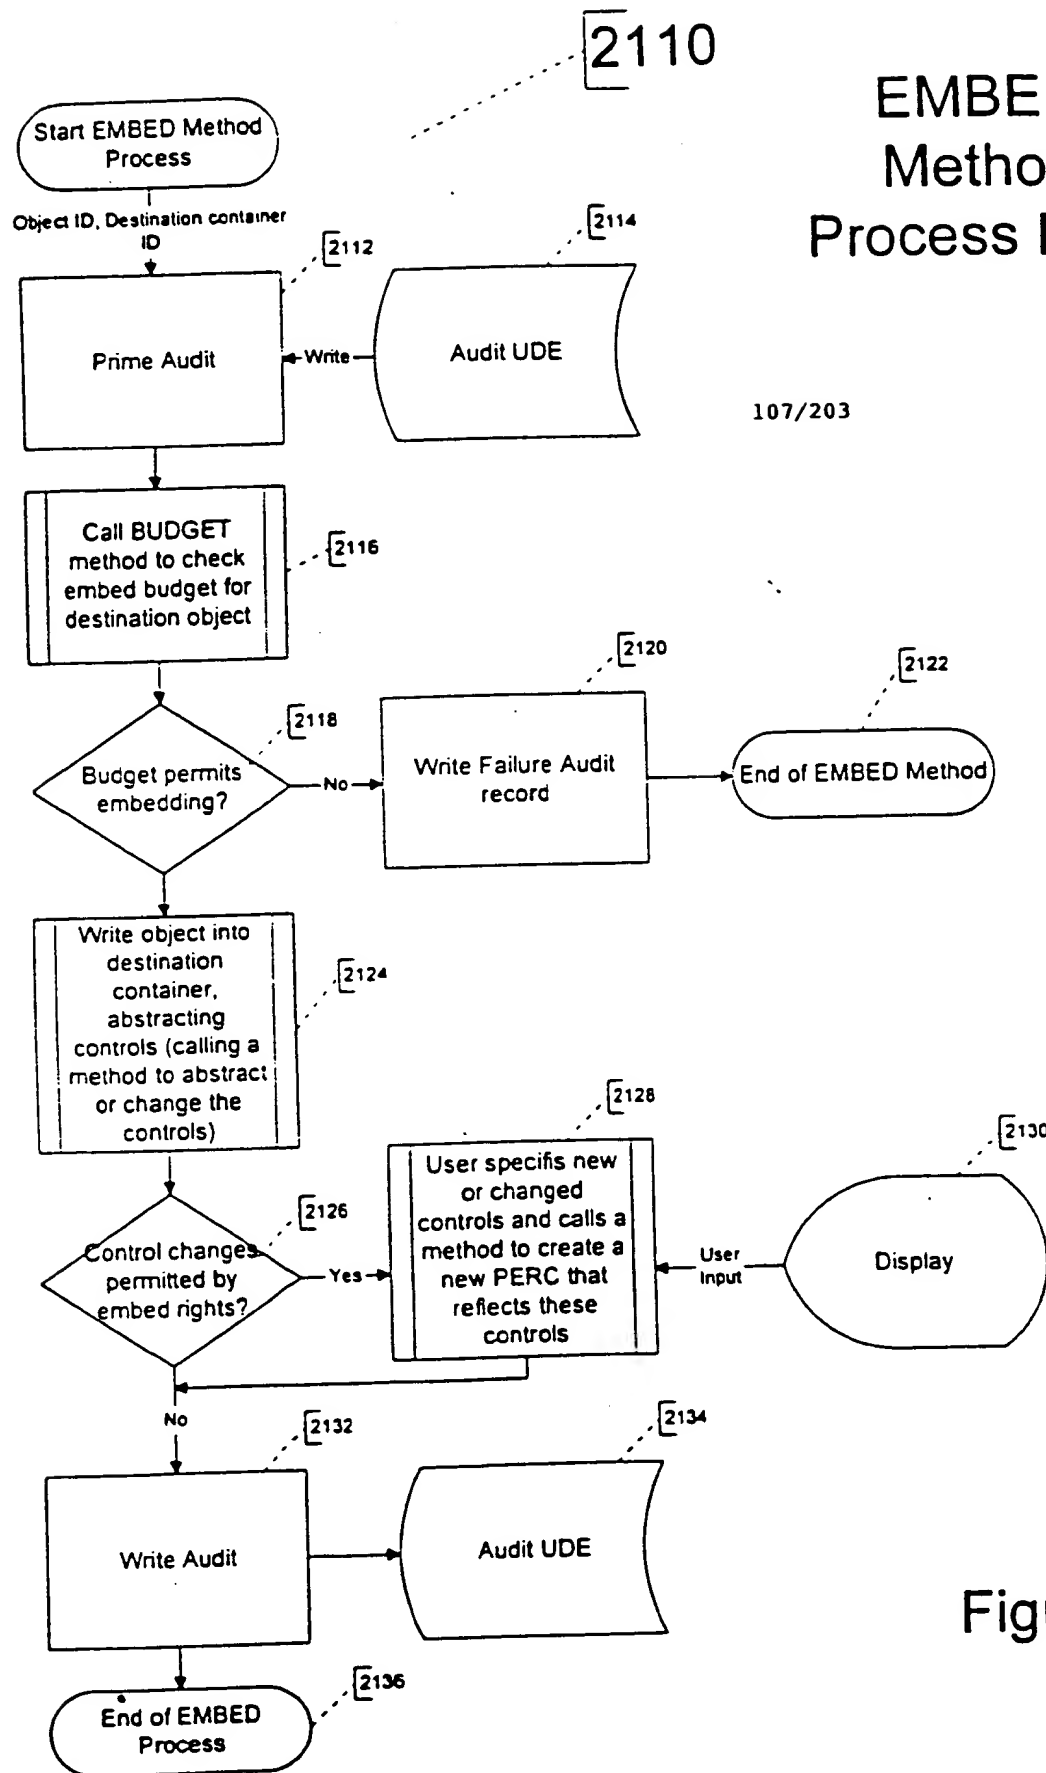 2110
EMBE
Metho
Process
Start EMBED Method
Process
Object ID, Destination container
ID
2112
2114
Prime Audit
Write
Audit UDE
107/203
Call BUDGET
method to check
embed budget for
destination object
2116
2118
2120
2122
Budget permits
embedding?
No
Write Failure Audit
record
End of EMBED Method
Write object into
destination
container,
abstracting
controls (calling a
method to abstract
or change the
controls)
2124
2126
2128
2130
Control changes
permitted by
embed rights?
Yes
User specifis new
or changed
controls and calls a
method to create a
new PERC that
reflects these
controls
User
Input
Display
No
2132
2134
Write Audit
Audit UDE
Figu
2136
End of EMBED
Process